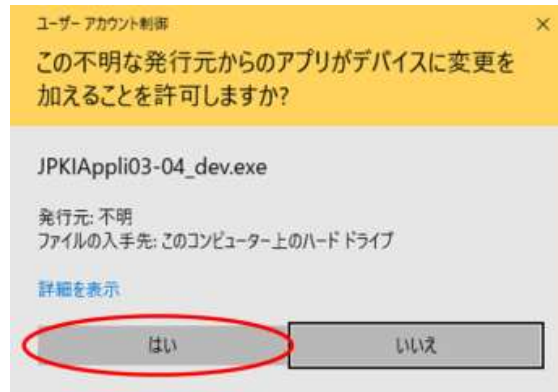 ユーザー アカウント制御
この不明な発行元からのアプリがデバイスに変更を
加えることを許可しますか?
JPKIAppli03-04_dev.exe
発行元: 不明
ファイルの入手先: このコンピューター上のハード ドライブ
詳細を表示
はい
いいえ